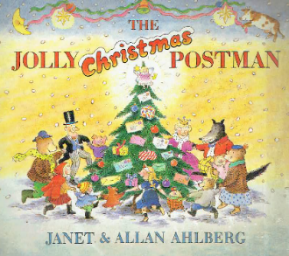 THE
JOLLY Christmas POSTMAN
JANET & ALLAN AHLBERG